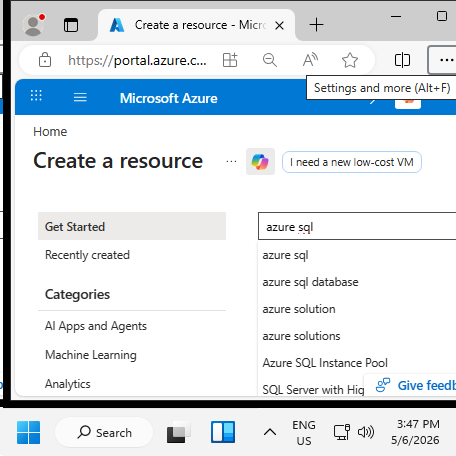 Create a resource - Micro
https://portal.azure.c...
Settings and more (Alt+F)
Microsoft Azure
Home
Create a resource
I need a new low-cost VM
Get Started
Recently created
Categories
AI Apps and Agents
Machine Learning
Analytics
azure sql
azure sql
azure sql database
azure solution
azure solutions
Azure SQL Instance Pool
SQL Server with Hig
Give feedb
Search
ENG
US
3:47 PM
5/6/2026